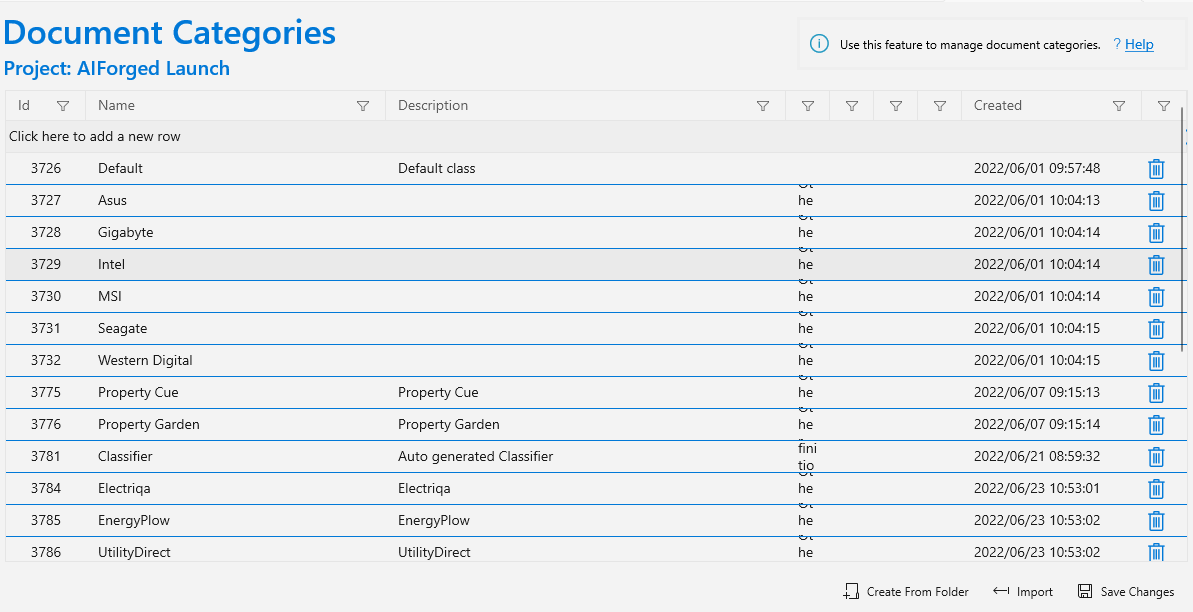 Document Categories
Project: AIForged Launch
Use this feature to manage document categories. ? Help
Id Name Description Created
Click here to add a new row
3726 Default Default class 2022/06/01 09:57:48
3727 Asus he 2022/06/01 10:04:13
3728 Gigabyte he 2022/06/01 10:04:14
3729 Intel he 2022/06/01 10:04:14
3730 MSI he 2022/06/01 10:04:14
3731 Seagate he 2022/06/01 10:04:15
3732 Western Digital he 2022/06/01 10:04:15
3775 Property Cue Property Cue he 2022/06/07 09:15:13
3776 Property Garden Property Garden he 2022/06/07 09:15:14
fini
3781 Classifier Auto generated Classifier 2022/06/21 08:59:32
tio
3784 Electriqa Electriqa he 2022/06/23 10:53:01
3785 EnergyPlow EnergyPlow he 2022/06/23 10:53:02
3786 UtilityDirect UtilityDirect he 2022/06/23 10:53:02
Create From Folder Import Save Changes